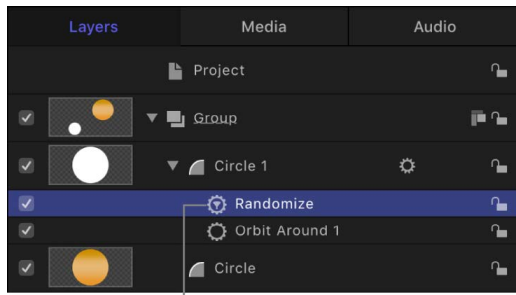 Layers Media Audio
Project
Group
Circle 1
Randomize
Orbit Around 1
Circle